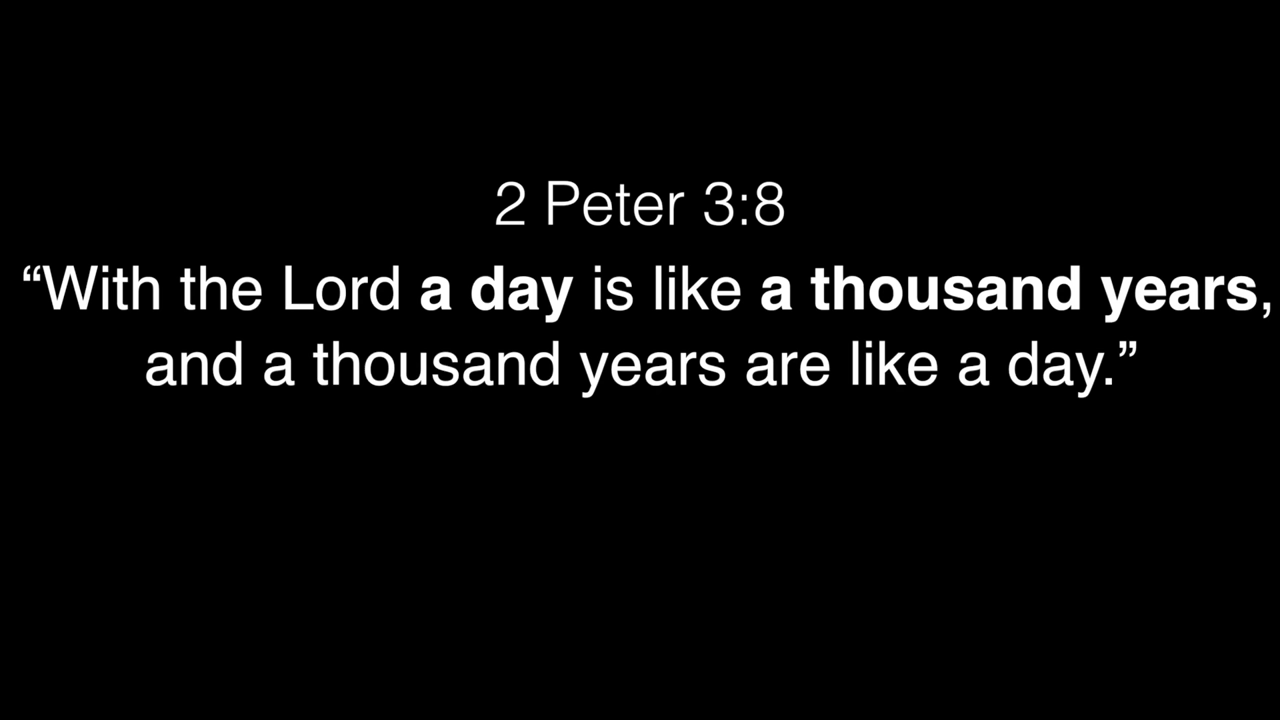 2 Peter 3:8
“With the Lord a day is like a thousand years,
and a thousand years are like a day.”